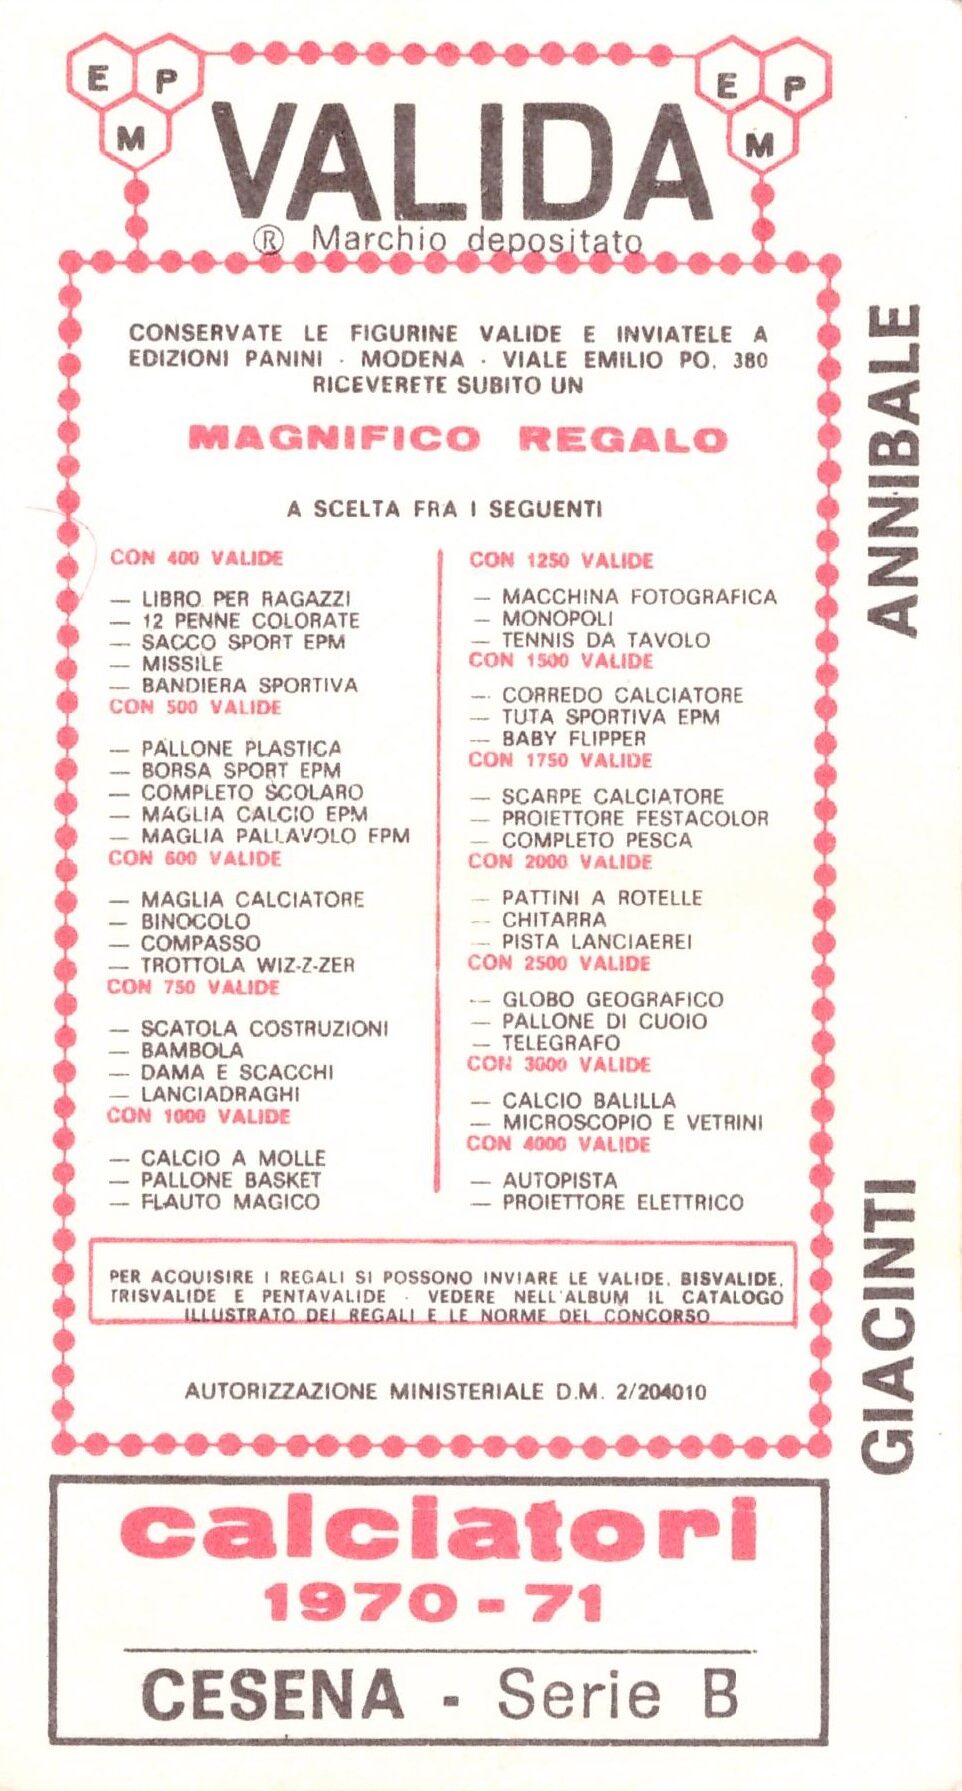 E P
M
E P
M
VALIDA
® Marchio depositato
CONSERVATE LE FIGURINE VALIDE E INVIATELE A
EDIZIONI PANINI - MODENA - VIALE EMILIO PO, 380
RICEVERETE SUBITO UN
MAGNIFICO REGALO
A SCELTA FRA I SEGUENTI
CON 400 VALIDE
— LIBRO PER RAGAZZI
— 12 PENNE COLORATE
— SACCO SPORT EPM
— MISSILE
— BANDIERA SPORTIVA
CON 500 VALIDE
— PALLONE PLASTICA
— BORSA SPORT EPM
— COMPLETO SCOLARO
— MAGLIA CALCIO EPM
— MAGLIA PALLAVOLO EPM
CON 600 VALIDE
— MAGLIA CALCIATORE
— BINOCOLO
— COMPASSO
— TROTTOLA WIZ-Z-ZER
CON 750 VALIDE
— SCATOLA COSTRUZIONI
— BAMBOLA
— DAMA E SCACCHI
— LANCIADRAGHI
CON 1000 VALIDE
— CALCIO A MOLLE
— PALLONE BASKET
— FLAUTO MAGICO
CON 1250 VALIDE
— MACCHINA FOTOGRAFICA
— MONOPOLI
— TENNIS DA TAVOLO
CON 1500 VALIDE
— CORREDO CALCIATORE
— TUTA SPORTIVA EPM
— BABY FLIPPER
CON 1750 VALIDE
— SCARPE CALCIATORE
— PROIETTORE FESTACOLOR
— COMPLETO PESCA
CON 2000 VALIDE
— PATTINI A ROTELLE
— CHITARRA
— PISTA LANCIAEREI
CON 2500 VALIDE
— GLOBO GEOGRAFICO
— PALLONE DI CUOIO
— TELEGRAFO
CON 3000 VALIDE
— CALCIO BALILLA
— MICROSCOPIO E VETRINI
CON 4000 VALIDE
— AUTOPISTA
— PROIETTORE ELETTRICO
PER ACQUISIRE I REGALI SI POSSONO INVIARE LE VALIDE, BISVALIDE,
TRISVALIDE E PENTAVALIDE - VEDERE NELL'ALBUM IL CATALOGO
ILLUSTRATO DEI REGALI E LE NORME DEL CONCORSO
AUTORIZZAZIONE MINISTERIALE D.M. 2/204010
calciatori
1970-71
CESENA - Serie B
GIACINTI ANNIBALE